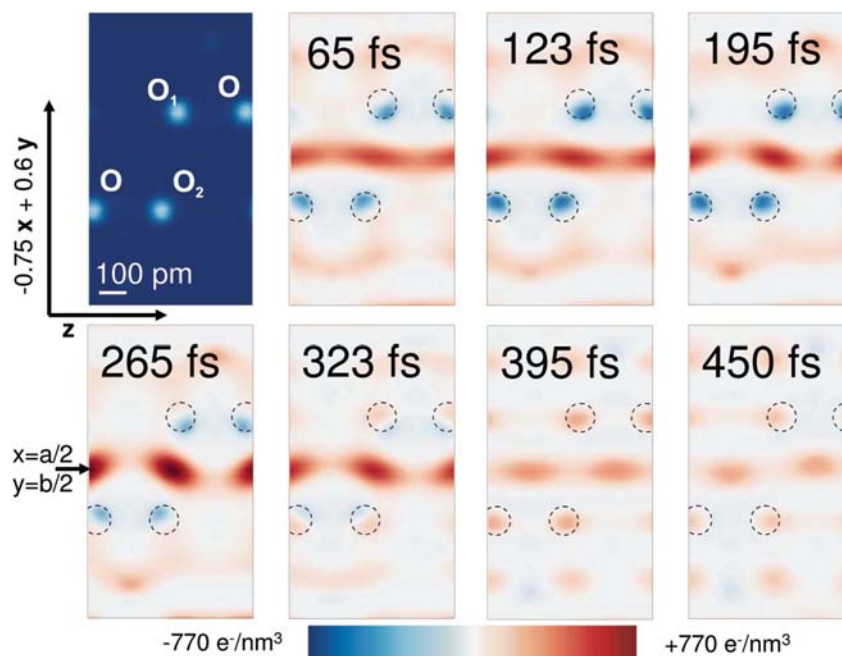 65 fs
123 fs
195 fs
O₁
O
O
O₂
100 pm
-0.75 x + 0.6 y
z
265 fs
323 fs
395 fs
450 fs
x=a/2
y=b/2
-770 e⁻/nm³
+770 e⁻/nm³